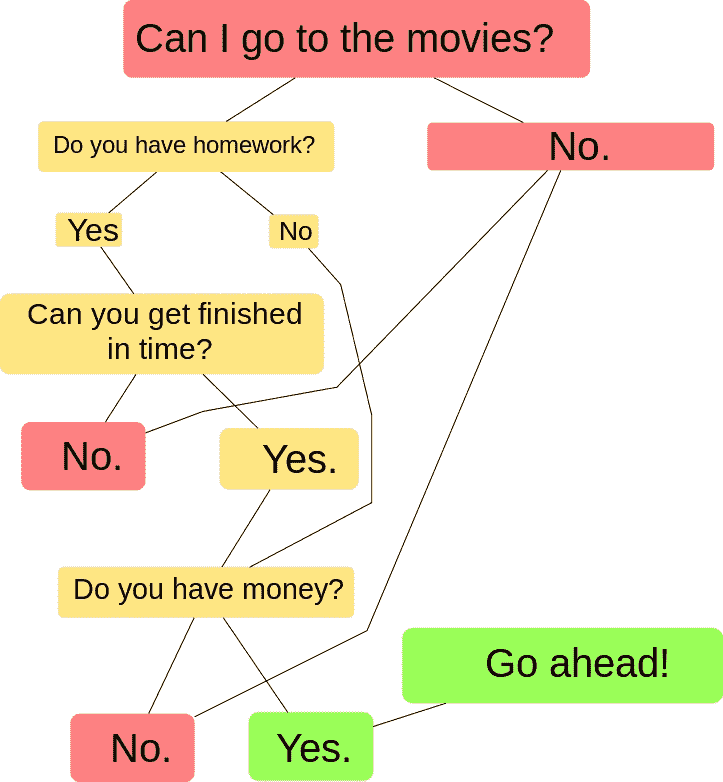 Can I go to the movies?
Do you have homework?
No.
Yes
No
Can you get finished
in time?
No.
Yes.
Do you have money?
Go ahead!
No.
Yes.